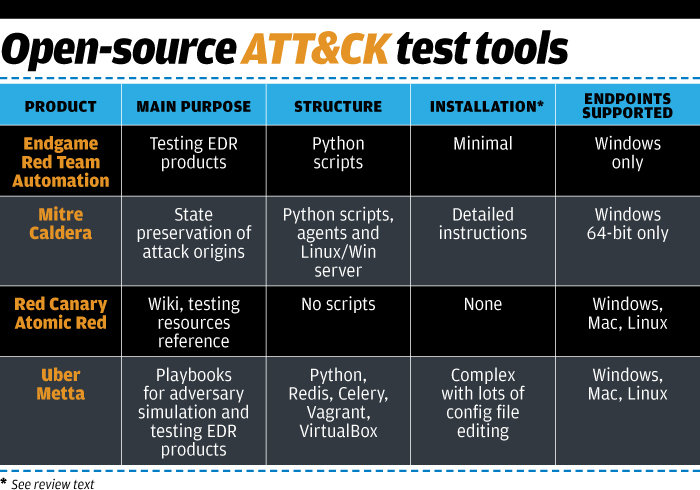 Open-source ATT&CK test tools
PRODUCT
MAIN PURPOSE
STRUCTURE
INSTALLATION*
ENDPOINTS
SUPPORTED
Endgame
Red Team
Automation
Testing EDR
products
Python
scripts
Minimal
Windows
only
Mitre
Caldera
State
preservation of
attack origins
Python scripts,
agents and
Linux/Win
server
Detailed
instructions
Windows
64-bit only
Red Canary
Atomic Red
Wiki, testing
resources
reference
No scripts
None
Windows,
Mac, Linux
Uber
Metta
Playbooks
for adversary
simulation and
testing EDR
products
Python,
Redis, Celery,
Vagrant,
VirtualBox
Complex
with lots of
config file
editing
Windows,
Mac, Linux
* See review text